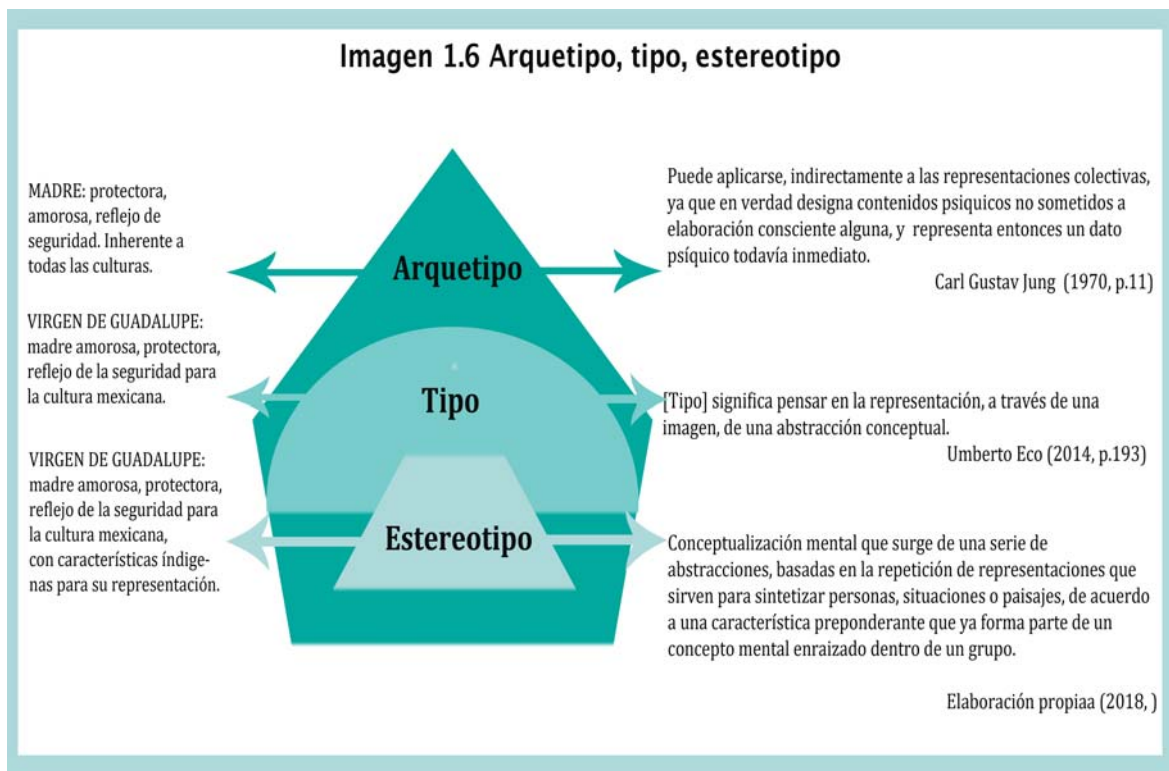 Imagen 1.6 Arquetipo, tipo, estereotipo
MADRE: protectora,
amorosa, reflejo de
seguridad. Inherente a
todas las culturas.
Arquetipo
Puede aplicarse, indirectamente a las representaciones colectivas,
ya que en verdad designa contenidos psiquicos no sometidos a
elaboración consciente alguna, y representa entonces un dato
psíquico todavía inmediato.
Carl Gustav Jung (1970, p.11)
VIRGEN DE GUADALUPE:
madre amorosa, protectora,
reflejo de la seguridad para
la cultura mexicana.
Tipo
[Tipo] significa pensar en la representación, a través de una
imagen, de una abstracción conceptual.
Umberto Eco (2014, p.193)
VIRGEN DE GUADALUPE:
madre amorosa, protectora,
reflejo de la seguridad para
la cultura mexicana,
con características índige-
nas para su representación.
Estereotipo
Conceptualización mental que surge de una serie de
abstracciones, basadas en la repetición de representaciones que
sirven para sintetizar personas, situaciones o paisajes, de acuerdo
a una característica preponderante que ya forma parte de un
concepto mental enraizado dentro de un grupo.
Elaboración propiaa (2018, )